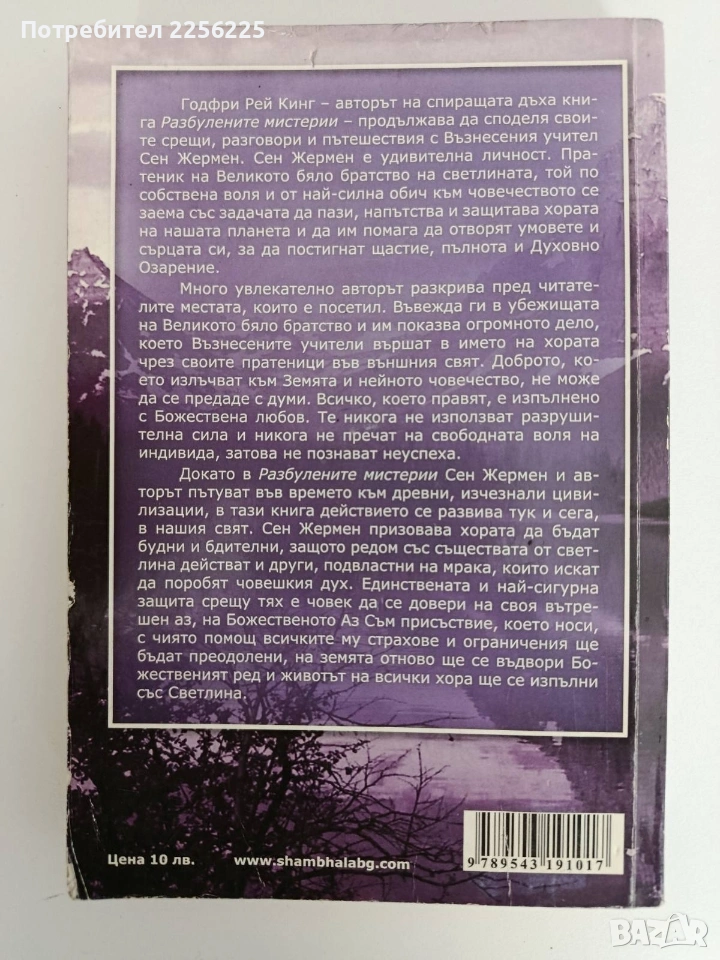 Потребител 2256225
Годфри Рей Кинг – авторът на спиращата дъха кни-
га Разбулените мистерии – продължава да споделя свои-
те срещи, разговори и пътешествия с Възнесения учител
Сен Жермен. Сен Жермен е удивителна личност. Пра-
теник на Великото бяло братство на светлината, той по
собствена воля и от най-силна обич към човечеството се
заема със задачата да пази, напътства и защитава хората
на нашата планета и да им помага да отворят умовете и
сърцата си, за да постигнат щастие, пълнота и Духовно
Озарение.
Много увлекателно авторът разкрива пред читате-
лите местата, които е посетил. Въвежда ги в убежищата
на Великото бяло братство и им показва огромното дело,
което Възнесените учители вършат в името на хората
чрез своите пратеници във външния свят. Доброто, ко-
ето излъчват към Земята и нейното човечество, не може
да се предаде с думи. Всичко, което правят, е изпълнено
с Божествена любов. Те никога не използват разруши-
телна сила и никога не пречат на свободната воля на
индивида, затова не познават неуспеха.
Докато в Разбулените мистерии Сен Жермен и ав-
торът пътуват във времето към древни, изчезнали циви-
лизации, в тази книга действието се развива тук и сега,
в нашия свят. Сен Жермен призовава хората да бъдат
будни и бдителни, защото редом със съществата от свет-
лина действат и други, подвластни на мрака, които искат
да поробят човешкия дух. Единствената и най-сигурна
защита срещу тях е човек да се довери на своя вътре-
шен аз, на Божественото Аз Съм присъствие, което носи,
с чиято помощ всичките му страхове и ограничения ще
бъдат преодолени, на земята отново ще се въдвори Бо-
жественият ред и животът на всички хора ще се изпълни
със Светлина.
Цена 10 лв. www.shambhalabg.com
9 789543 191017
BAZAR